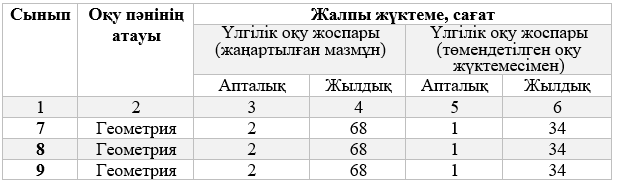 Сынып Оқу пәнінің атауы Жалпы жүктеме, сағат
Үлгілік оқу жоспары (жаңартылған мазмұн) Үлгілік оқу жоспары (төмендетілген оқу жүктемесімен)
Апталық Жылдық Апталық Жылдық
1 2 3 4 5 6
7 Геометрия 2 68 1 34
8 Геометрия 2 68 1 34
9 Геометрия 2 68 1 34